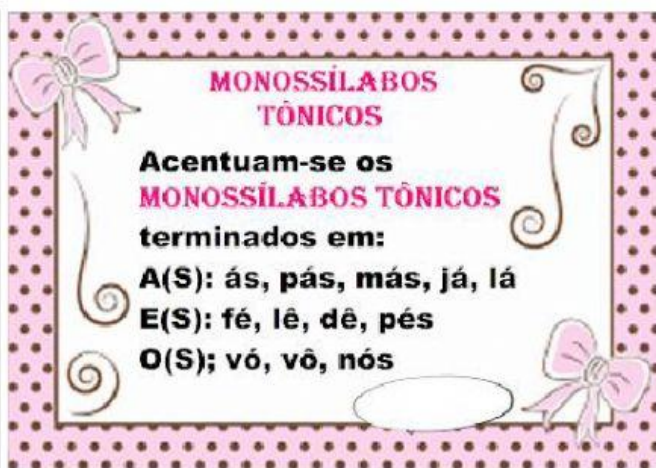 MONOSSÍLABOS
TÔNICOS
Acentuam-se os
MONOSSÍLABOS TÔNICOS
terminados em:
A(S): ás, pás, más, já, lá
E(S): fé, lê, dê, pés
O(S); vó, vô, nós